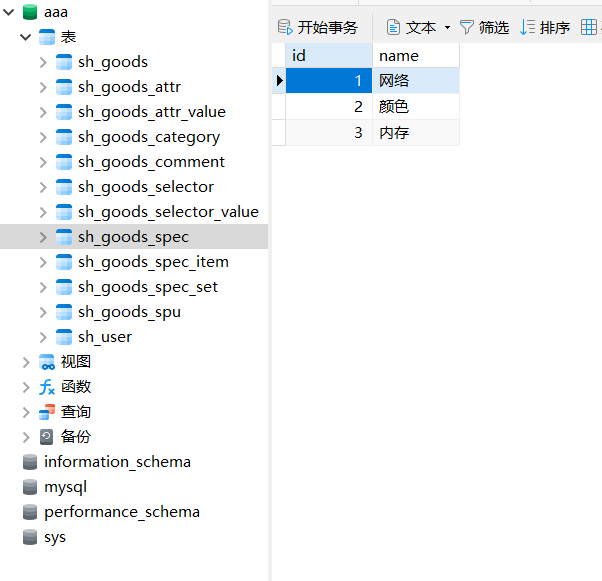 aaa
表
sh_goods
sh_goods_attr
sh_goods_attr_value
sh_goods_category
sh_goods_comment
sh_goods_selector
sh_goods_selector_value
sh_goods_spec
sh_goods_spec_item
sh_goods_spec_set
sh_goods_spu
sh_user
视图
fx 函数
查询
备份
information_schema
mysql
performance_schema
sys
开始事务 文本 筛选 排序
id name
1 网络
2 颜色
3 内存